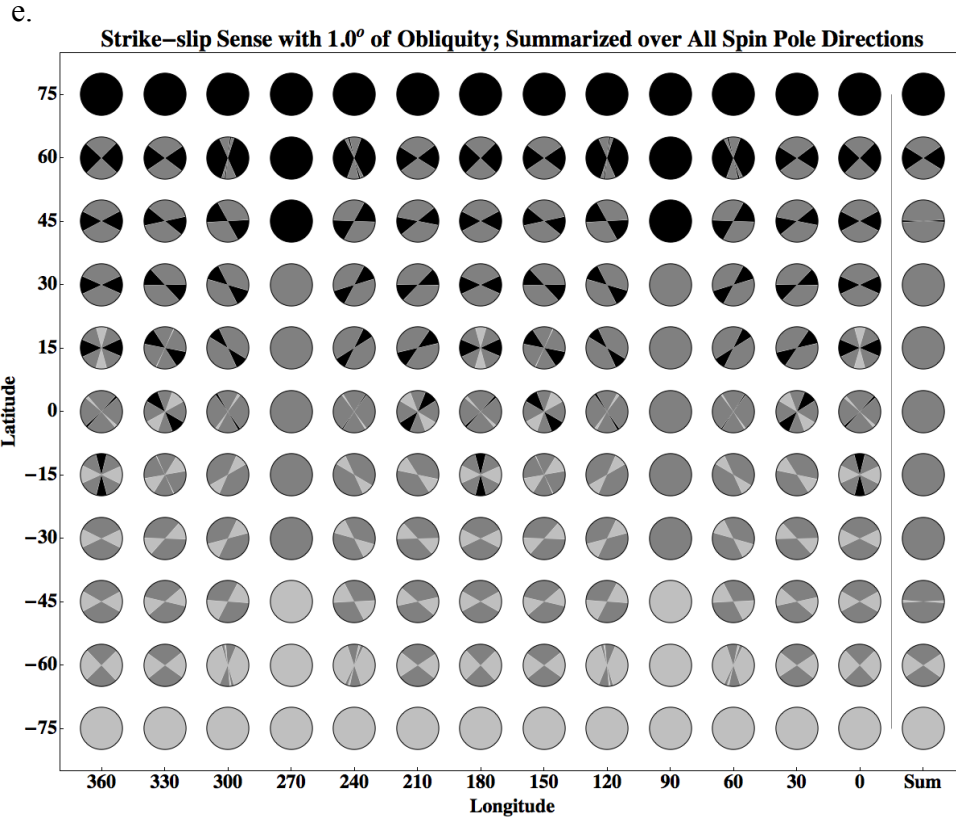 e.
Strike−slip Sense with 1.0° of Obliquity; Summarized over All Spin Pole Directions
75
60
45
30
15
0
−15
−30
−45
−60
−75
Latitude
360 330 300 270 240 210 180 150 120 90 60 30 0 Sum
Longitude